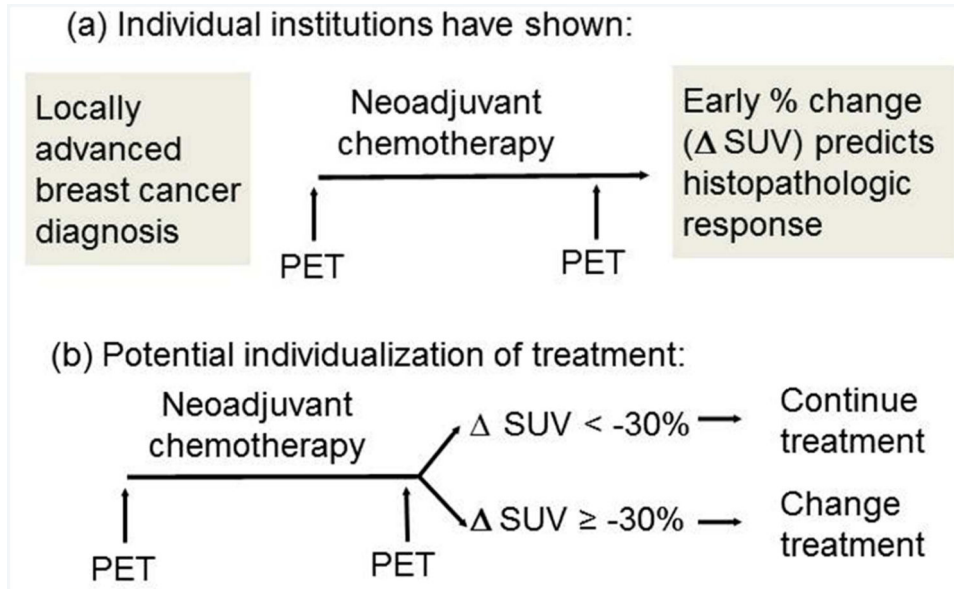 (a) Individual institutions have shown:
Locally
advanced
breast cancer
diagnosis
Neoadjuvant
chemotherapy
PET
PET
Early % change
(Δ SUV) predicts
histopathologic
response
(b) Potential individualization of treatment:
Neoadjuvant
chemotherapy
PET
PET
Δ SUV < -30%
Continue
treatment
Δ SUV ≥ -30%
Change
treatment